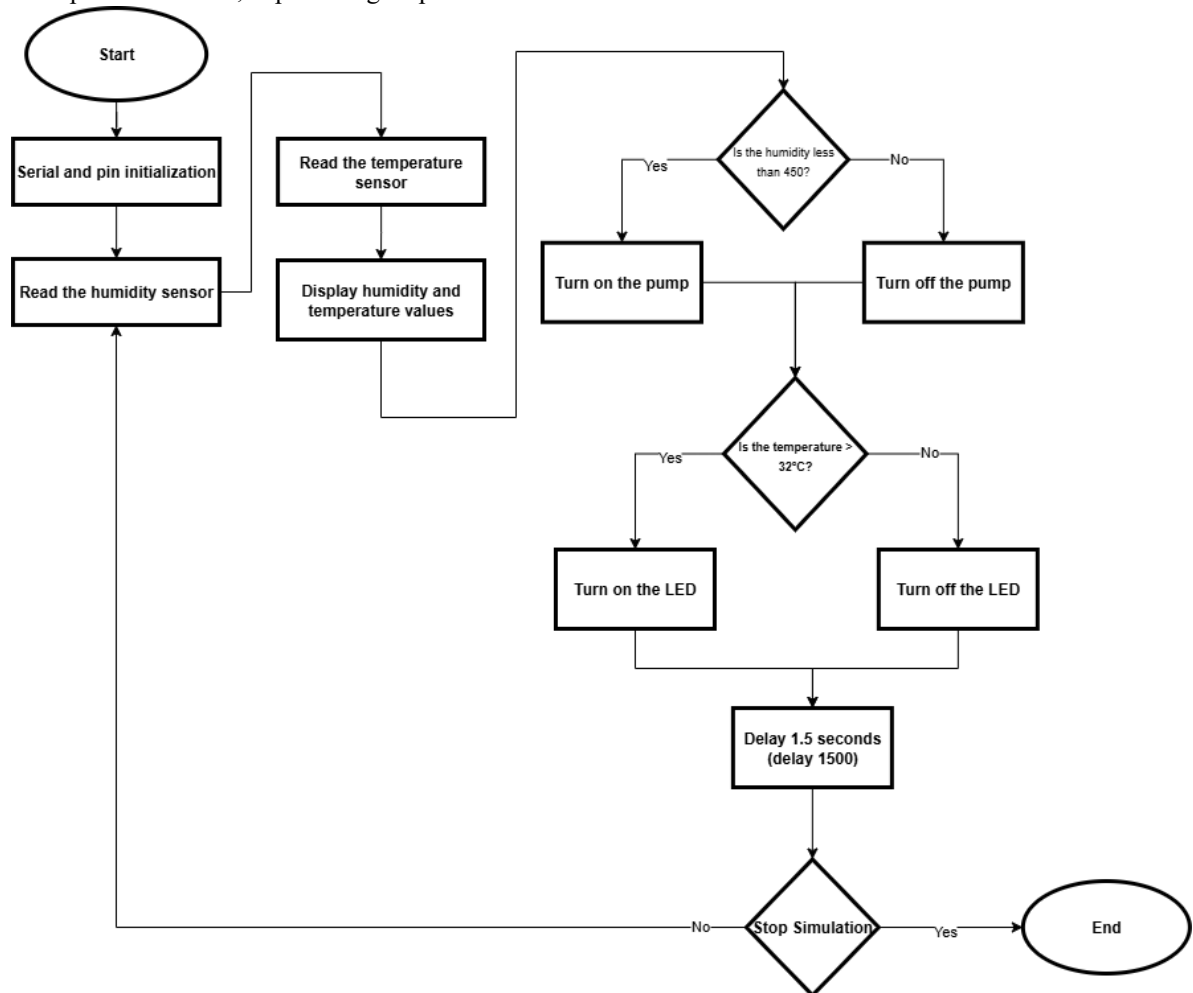 Start
Serial and pin initialization
Read the humidity sensor
Read the temperature
sensor
Display humidity and
temperature values
Is the humidity less
than 450?
Yes
No
Turn on the pump
Turn off the pump
Is the temperature >
32°C?
Yes
No
Turn on the LED
Turn off the LED
Delay 1.5 seconds
(delay 1500)
Stop Simulation
No
Yes
End